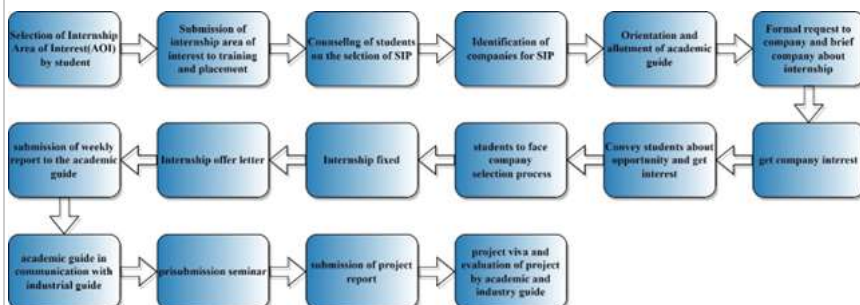 Selection of Internship
Area of Interest(AOI)
by student
Submission of
internship area of
interest to training
and placement
Counseling of students
on the selction of SIP
Identification of
companies for SIP
Orientation and
allotment of academic
guide
Formal request to
company and brief
company about
internship
get company interest
Convey students about
opportunity and get
interest
students to face
company
selection process
Internship fixed
Internship offer letter
submission of weekly
report to the academic
guide
academic guide in
communication with
industrial guide
prisubmission seminar
submission of project
report
project viva and
evaluation of project
by academic and
industry guide